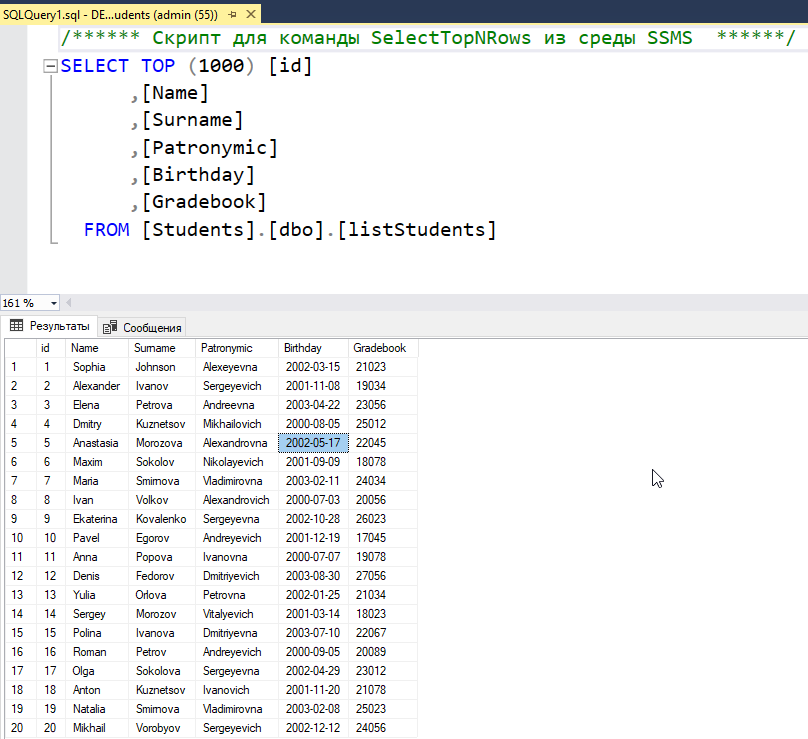 SQLQuery1.sql - DE...udents (admin (55))
/****** Скрипт для команды SelectTopNRows из среды SSMS  ******/
SELECT TOP (1000) [id]
,[Name]
,[Surname]
,[Patronymic]
,[Birthday]
,[Gradebook]
FROM [Students].[dbo].[listStudents]
161 %
Результаты Сообщения
id Name Surname Patronymic Birthday Gradebook
1 1 Sophia Johnson Alexeyevna 2002-03-15 21023
2 2 Alexander Ivanov Sergeyevich 2001-11-08 19034
3 3 Elena Petrova Andreevna 2003-04-22 23056
4 4 Dmitry Kuznetsov Mikhailovich 2000-08-05 25012
5 5 Anastasia Morozova Alexandrovna 2002-05-17 22045
6 6 Maxim Sokolov Nikolayevich 2001-09-09 18078
7 7 Maria Smirnova Vladimirovna 2003-02-11 24034
8 8 Ivan Volkov Alexandrovich 2000-07-03 20056
9 9 Ekaterina Kovalenko Sergeyevna 2002-10-28 26023
10 10 Pavel Egorov Andreyevich 2001-12-19 17045
11 11 Anna Popova Ivanovna 2000-07-07 19078
12 12 Denis Fedorov Dmitriyevich 2003-08-30 27056
13 13 Yulia Orlova Petrovna 2002-01-25 21034
14 14 Sergey Morozov Vitalyevich 2001-03-14 18023
15 15 Polina Ivanova Dmitriyevna 2003-07-10 22067
16 16 Roman Petrov Andreyevich 2000-09-05 20089
17 17 Olga Sokolova Sergeyevna 2002-04-29 23012
18 18 Anton Kuznetsov Ivanovich 2001-11-20 21078
19 19 Natalia Smirnov Vladimirovna 2003-02-08 25023
20 20 Mikhail Vorobyov Sergeyevich 2002-12-12 24056